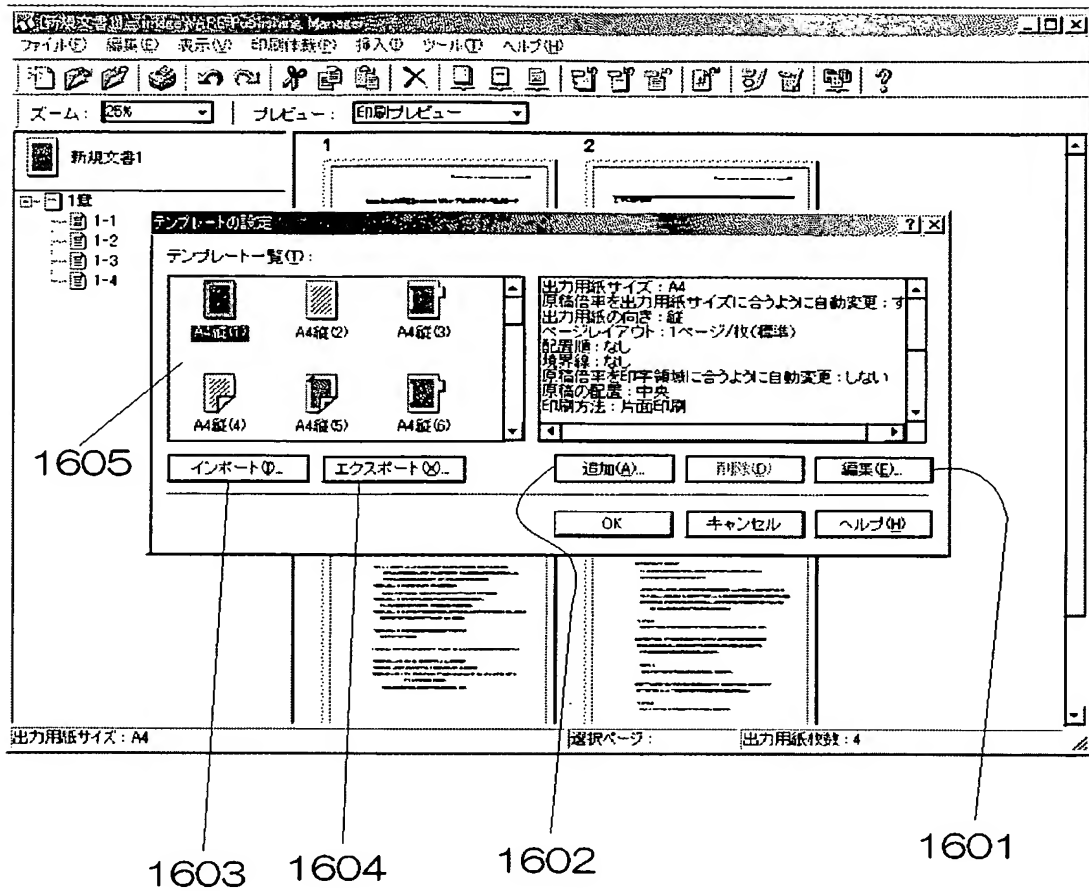 [新規文書1] - imageWARE Publishing Manager
ファイル(F) 編集(E) 表示(V) 印刷体裁(P) 挿入(I) ツール(T) ヘルプ(H)
ズーム: 25% プレビュー: 印刷プレビュー
新規文書1
1章
1-1
1-2
1-3
1-4
1 2
テンプレートの設定
テンプレート一覧(T):
A4縦(1) A4縦(2) A4縦(3)
A4縦(4) A4縦(5) A4縦(6)
出力用紙サイズ:A4
原稿倍率を出力用紙サイズに合うように自動変更:す
出力用紙の向き:縦
ページレイアウト:1ページ/枚(標準)
配置順:なし
境界線:なし
原稿倍率を印字領域に合うように自動変更:しない
原稿の配置:中央
印刷方法:片面印刷
インポート(I)... エクスポート(X)... 追加(A)... 削除(D) 編集(E)...
OK キャンセル ヘルプ(H)
1605
出力用紙サイズ:A4 選択ページ: 出力用紙枚数:4
1603 1604 1602 1601